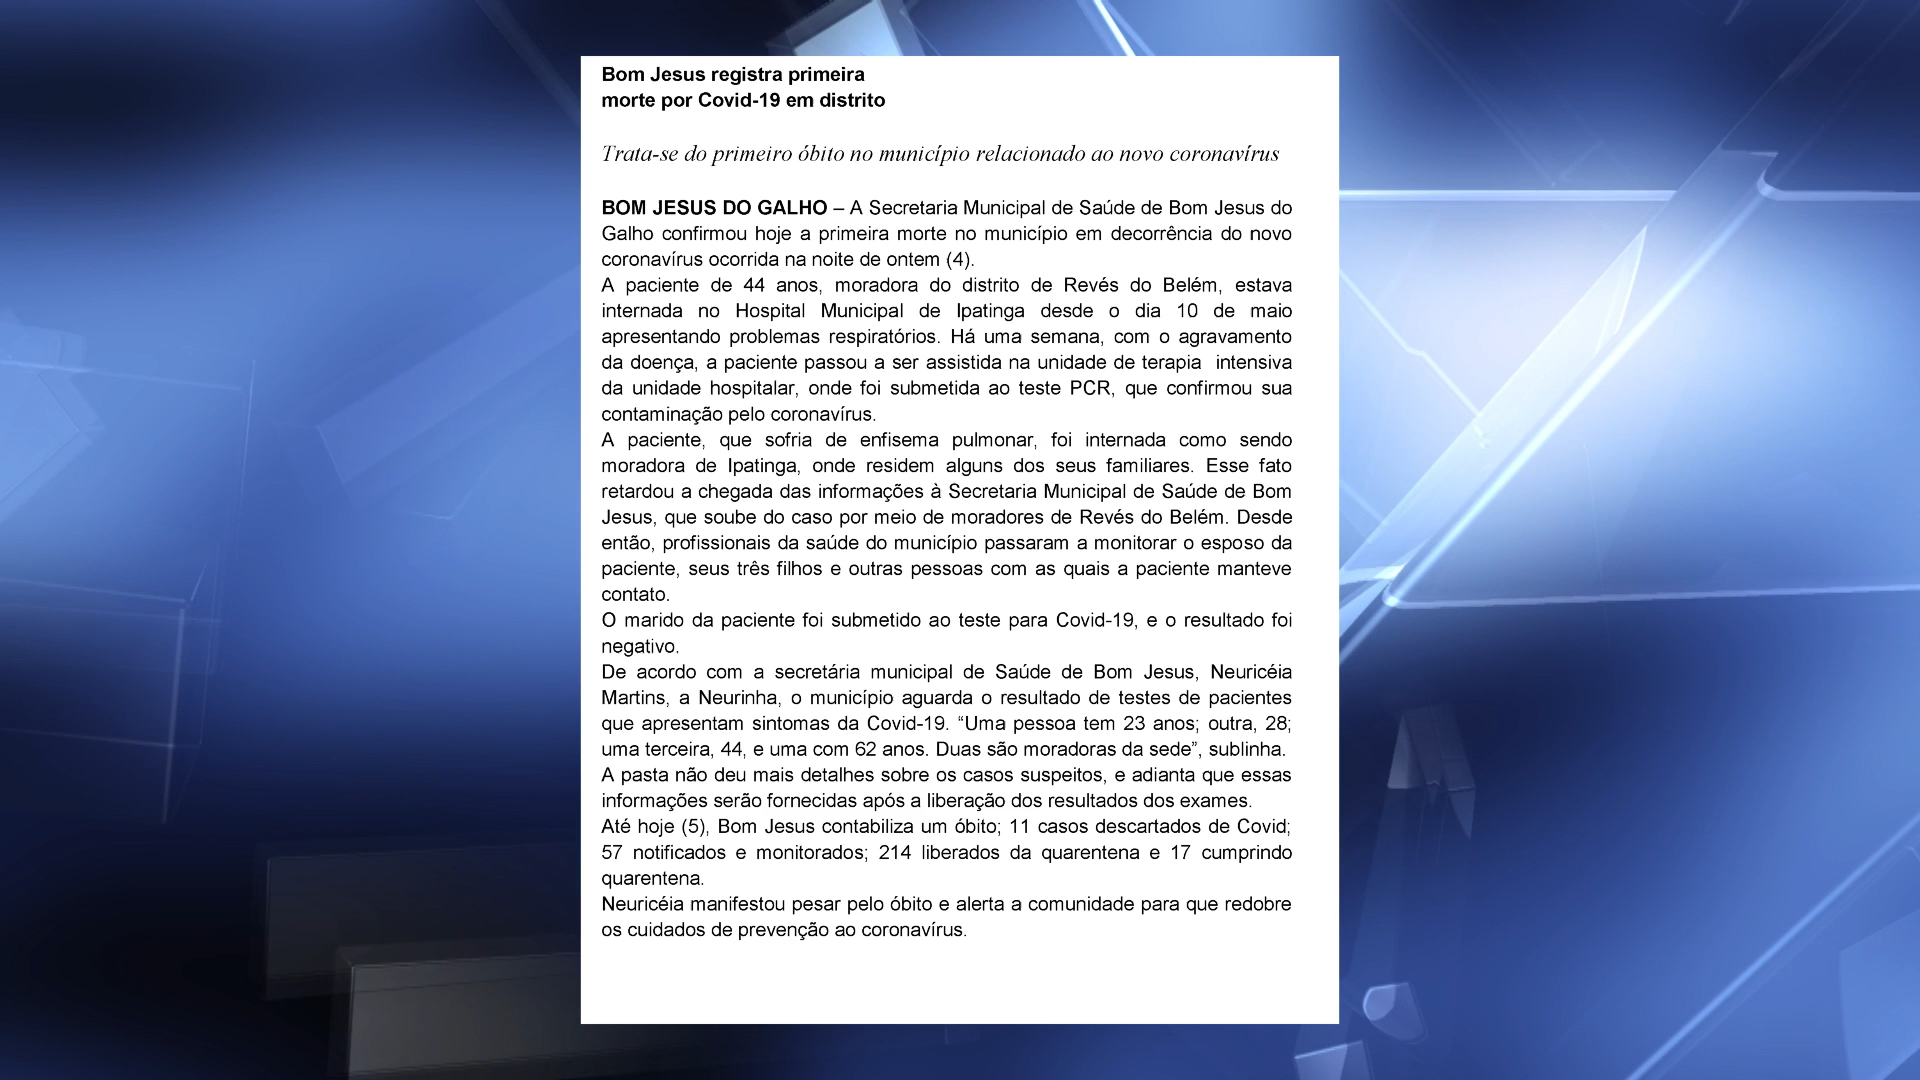 Bom Jesus registra primeira
morte por Covid-19 em distrito
Trata-se do primeiro óbito no município relacionado ao novo coronavírus
BOM JESUS DO GALHO – A Secretaria Municipal de Saúde de Bom Jesus do
Galho confirmou hoje a primeira morte no município em decorrência do novo
coronavírus ocorrida na noite de ontem (4).
A paciente de 44 anos, moradora do distrito de Revés do Belém, estava
internada no Hospital Municipal de Ipatinga desde o dia 10 de maio
apresentando problemas respiratórios. Há uma semana, com o agravamento
da doença, a paciente passou a ser assistida na unidade de terapia  intensiva
da unidade hospitalar, onde foi submetida ao teste PCR, que confirmou sua
contaminação pelo coronavírus.
A paciente, que sofria de enfisema pulmonar, foi internada como sendo
moradora de Ipatinga, onde residem alguns dos seus familiares. Esse fato
retardou a chegada das informações à Secretaria Municipal de Saúde de Bom
Jesus, que soube do caso por meio de moradores de Revés do Belém. Desde
então, profissionais da saúde do município passaram a monitorar o esposo da
paciente, seus três filhos e outras pessoas com as quais a paciente manteve
contato.
O marido da paciente foi submetido ao teste para Covid-19, e o resultado foi
negativo.
De acordo com a secretária municipal de Saúde de Bom Jesus, Neuricéia
Martins, a Neurinha, o município aguarda o resultado de testes de pacientes
que apresentam sintomas da Covid-19. “Uma pessoa tem 23 anos; outra, 28;
uma terceira, 44, e uma com 62 anos. Duas são moradoras da sede”, sublinha.
A pasta não deu mais detalhes sobre os casos suspeitos, e adianta que essas
informações serão fornecidas após a liberação dos resultados dos exames.
Até hoje (5), Bom Jesus contabiliza um óbito; 11 casos descartados de Covid;
57 notificados e monitorados; 214 liberados da quarentena e 17 cumprindo
quarentena.
Neuricéia manifestou pesar pelo óbito e alerta a comunidade para que redobre
os cuidados de prevenção ao coronavírus.